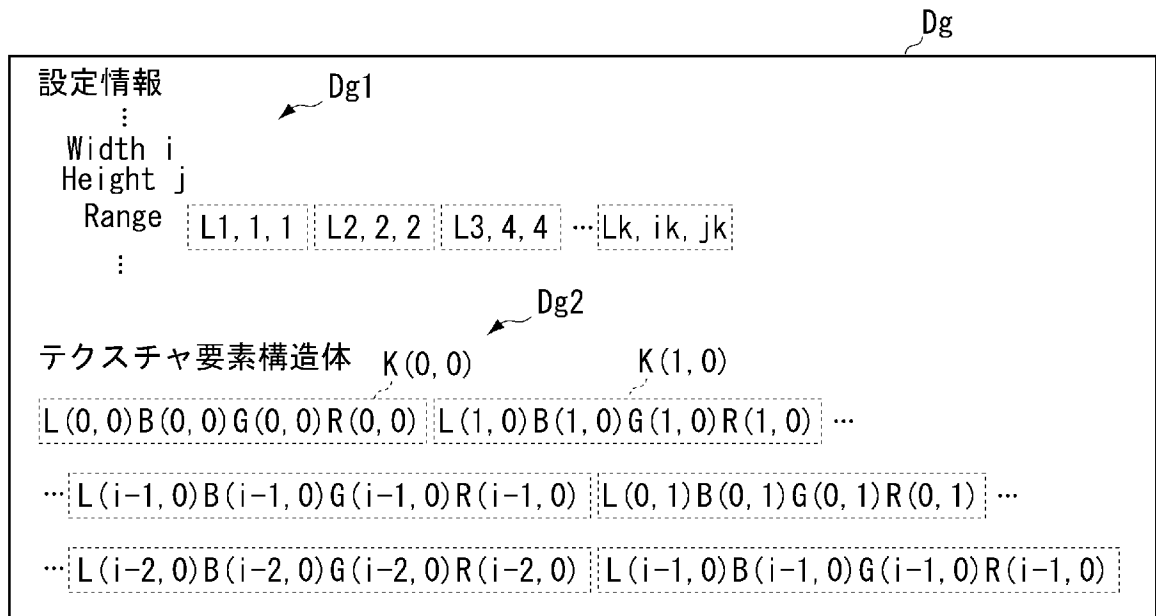 Dg
設定情報 Dg1
⋮
Width i
Height j
Range L1,1,1 L2,2,2 L3,4,4 …Lk,ik,jk
⋮
Dg2
テクスチャ要素構造体 K(0,0) K(1,0)
L(0,0)B(0,0)G(0,0)R(0,0) L(1,0)B(1,0)G(1,0)R(1,0) …
…L(i-1,0)B(i-1,0)G(i-1,0)R(i-1,0) L(0,1)B(0,1)G(0,1)R(0,1) …
…L(i-2,0)B(i-2,0)G(i-2,0)R(i-2,0) L(i-1,0)B(i-1,0)G(i-1,0)R(i-1,0)